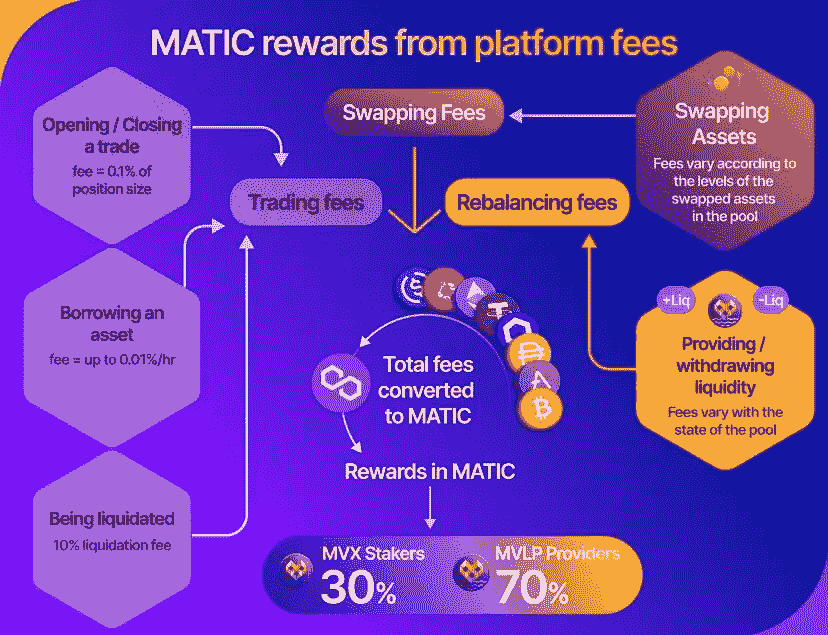 MATIC rewards from platform fees
Opening / Closing
a trade
fee = 0.1% of
position size
Swapping Fees
Swapping
Assets
Fees vary according to
the levels of the
swapped assets
in the pool
Trading fees
Rebalancing fees
Borrowing an
asset
fee = up to 0.01%/hr
+Liq
-Liq
Providing /
withdrawing
liquidity
Fees vary with the
state of the pool
Total fees
converted
to MATIC
Rewards in MATIC
Being liquidated
10% liquidation fee
MVX Stakers
30%
MVLP Providers
70%